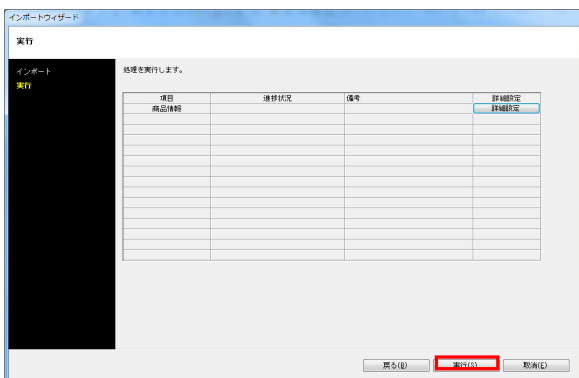 インポートウィザード
実行
インポート
実行
処理を実行します。
項目 進捗状況 備考 詳細設定
商品情報 詳細設定
戻る(B) 実行(S) 取消(E)